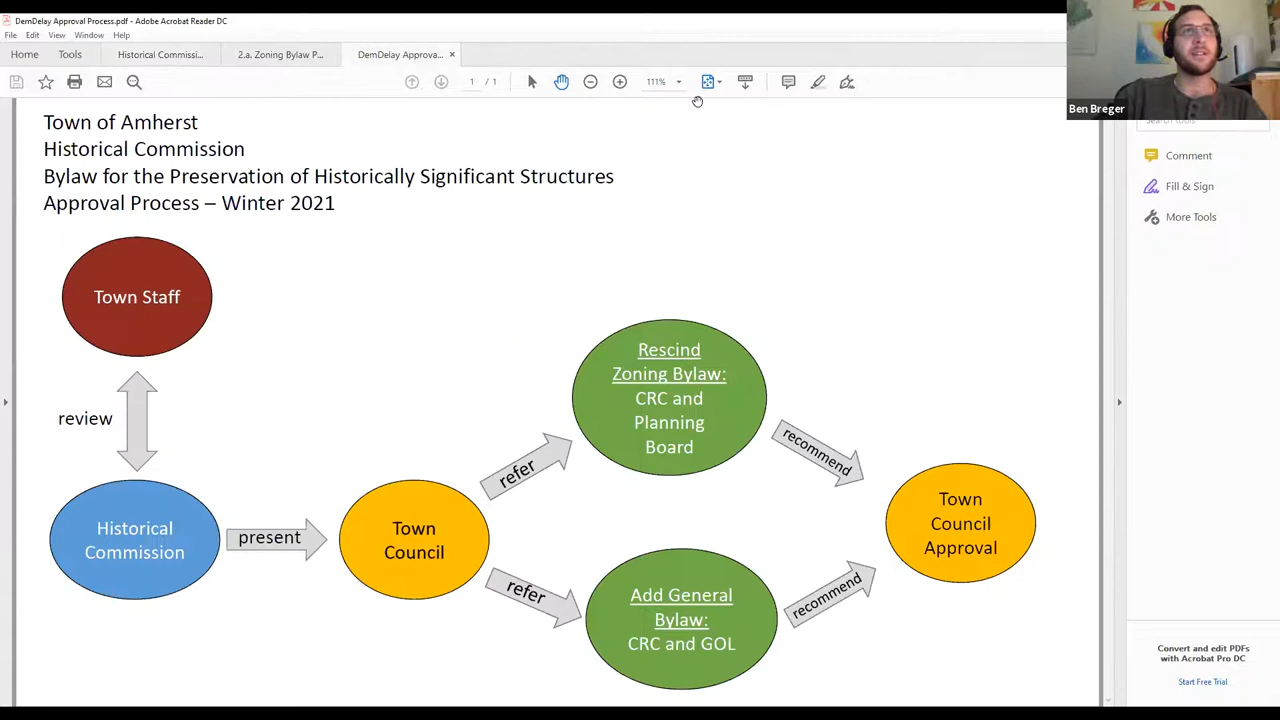 DemDelay Approval Process.pdf - Adobe Acrobat Reader DC
File Edit View Window Help
Home Tools Historical Commissi... 2.a. Zoning Bylaw P... DemDelay Approva... ×
1 / 1 111%
Ben Breger
Search tools
Comment
Fill & Sign
More Tools
Town of Amherst
Historical Commission
Bylaw for the Preservation of Historically Significant Structures
Approval Process – Winter 2021
Town Staff
review
Historical
Commission
present
Town
Council
refer
refer
Rescind
Zoning Bylaw:
CRC and
Planning
Board
Add General
Bylaw:
CRC and GOL
recommend
recommend
Town
Council
Approval
Convert and edit PDFs
with Acrobat Pro DC
Start Free Trial